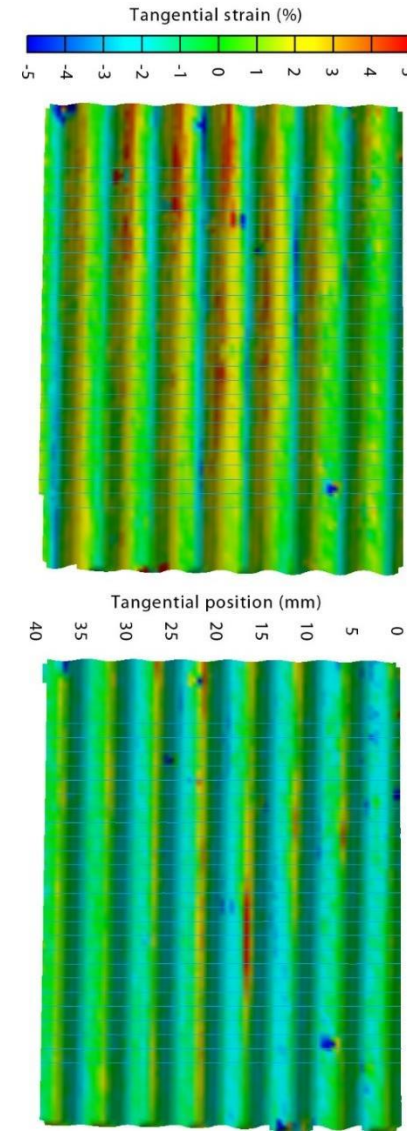 Tangential strain (%)
-5 -4 -3 -2 -1 0 1 2 3 4 5
Tangential position (mm)
40 35 30 25 20 15 10 5 0